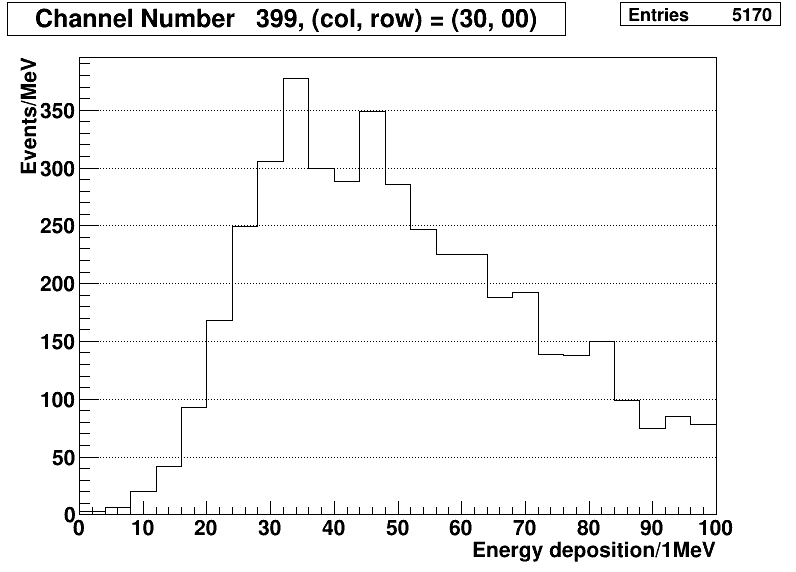 Channel Number 399, (col, row) = (30, 00)
Entries 5170
Events/MeV
350
300
250
200
150
100
50
0
0 10 20 30 40 50 60 70 80 90 100
Energy deposition/1MeV